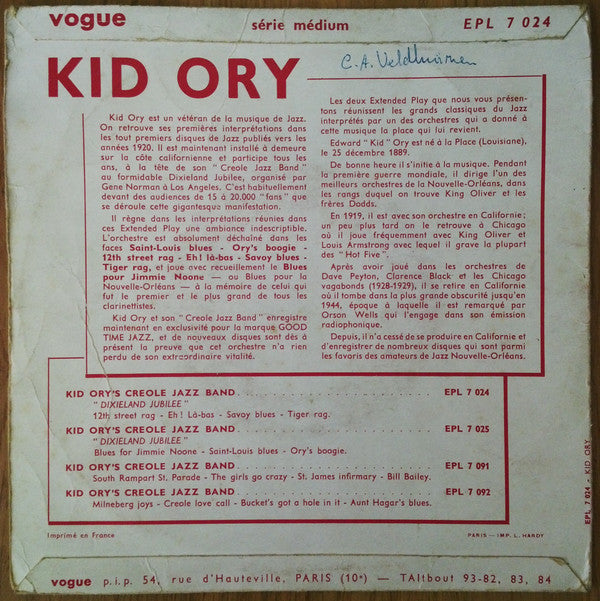 vogue série médium EPL 7 024
KID ORY
C. A. Veldhuizen
Kid Ory est un vétéran de la musique de Jazz.
On retrouve ses premières interprétations dans
les tout premiers disques de Jazz publiés vers les
années 1920. Il est maintenant installé à demeure
sur la côte californienne et participe tous les
ans, à la tête de son "Creole Jazz Band"
au formidable Dixieland Jubilee, organisé par
Gene Norman à Los Angeles. C'est habituellement
devant des audiences de 15 à 20.000 "fans" que
se déroule cette gigantesque manifestation.
Il règne dans les interprétations réunies dans
ces Extended Play une ambiance indescriptible.
L'orchestre est absolument déchaîné dans les
faces Saint-Louis blues - Ory's boogie -
12th street rag - Eh! là-bas - Savoy blues -
Tiger rag, et joue avec recueillement le Blues
pour Jimmie Noone — ou Blues pour la
Nouvelle-Orléans — à la mémoire de celui qui
fut le premier et le plus grand de tous les
clarinettistes.
Kid Ory et son "Creole Jazz Band" enregistre
maintenant en exclusivité pour la marque GOOD
TIME JAZZ, et de nouveaux disques sont dès à
présent la preuve que cet orchestre n'a rien
perdu de son extraordinaire vitalité.
Les deux Extended Play que nous vous présen-
tons réunissent les grands classiques du Jazz
interprétés par un des orchestres qui a donné à
cette musique la place qui lui revient.
Edward "Kid" Ory est né à la Place (Louisiane),
le 25 décembre 1889.
De bonne heure il s'initie à la musique. Pendant
la première guerre mondiale, il dirige l'un des
meilleurs orchestres de la Nouvelle-Orléans, dans
les rangs duquel on trouve King Oliver et les
frères Dodds.
En 1919, il est avec son orchestre en Californie;
un peu plus tard on le retrouve à Chicago
où il joue fréquemment avec King Oliver et
Louis Armstrong avec lequel il grave la plupart
des "Hot Five".
Après avoir joué dans les orchestres de
Dave Peyton, Clarence Black et les Chicago
vagabonds (1928-1929), il se retire en Californie
où il tombe dans la plus grande obscurité jusqu'en
1944, époque à laquelle il est remarqué par
Orson Wells qui l'engage dans son émission
radiophonique.
Depuis, il n'a cessé de se produire en Californie et
d'enregistrer de nombreux disques qui sont parmi
les favoris des amateurs de Jazz Nouvelle-Orléans.
KID ORY'S CREOLE JAZZ BAND EPL 7 024
"DIXIELAND JUBILEE"
12th street rag - Eh! Là-bas - Savoy blues - Tiger rag.
KID ORY'S CREOLE JAZZ BAND EPL 7 025
"DIXIELAND JUBILEE"
Blues for Jimmie Noone - Saint-Louis blues - Ory's boogie.
KID ORY'S CREOLE JAZZ BAND EPL 7 091
South Rampart St. Parade - The girls go crazy - St. James infirmary - Bill Bailey.
KID ORY'S CREOLE JAZZ BAND EPL 7 092
Milneberg joys - Creole love call - Bucket's got a hole in it - Aunt Hagar's blues.
EPL 7 014 - KID ORY
Imprimé en France PARIS — IMP. L. HARDY
vogue p.i.p. 54, rue d'Hauteville, PARIS (10e) — TAItbout 93-82, 83, 84